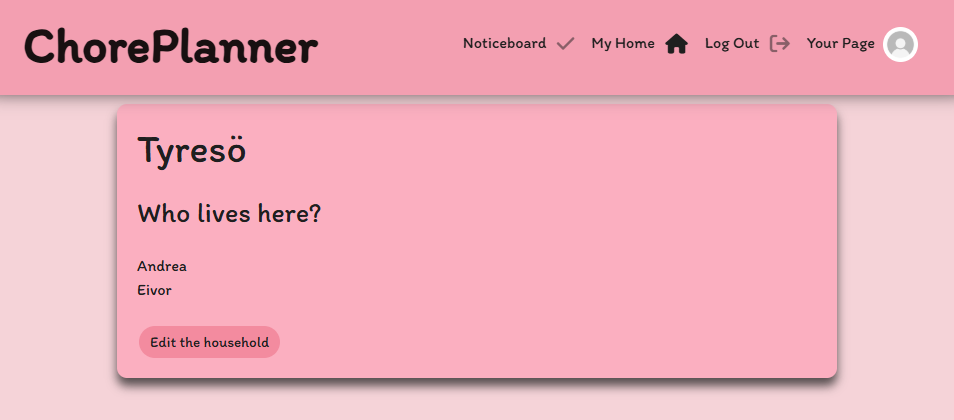 ChorePlanner
Noticeboard My Home Log Out Your Page
Tyresö
Who lives here?
Andrea
Eivor
Edit the household